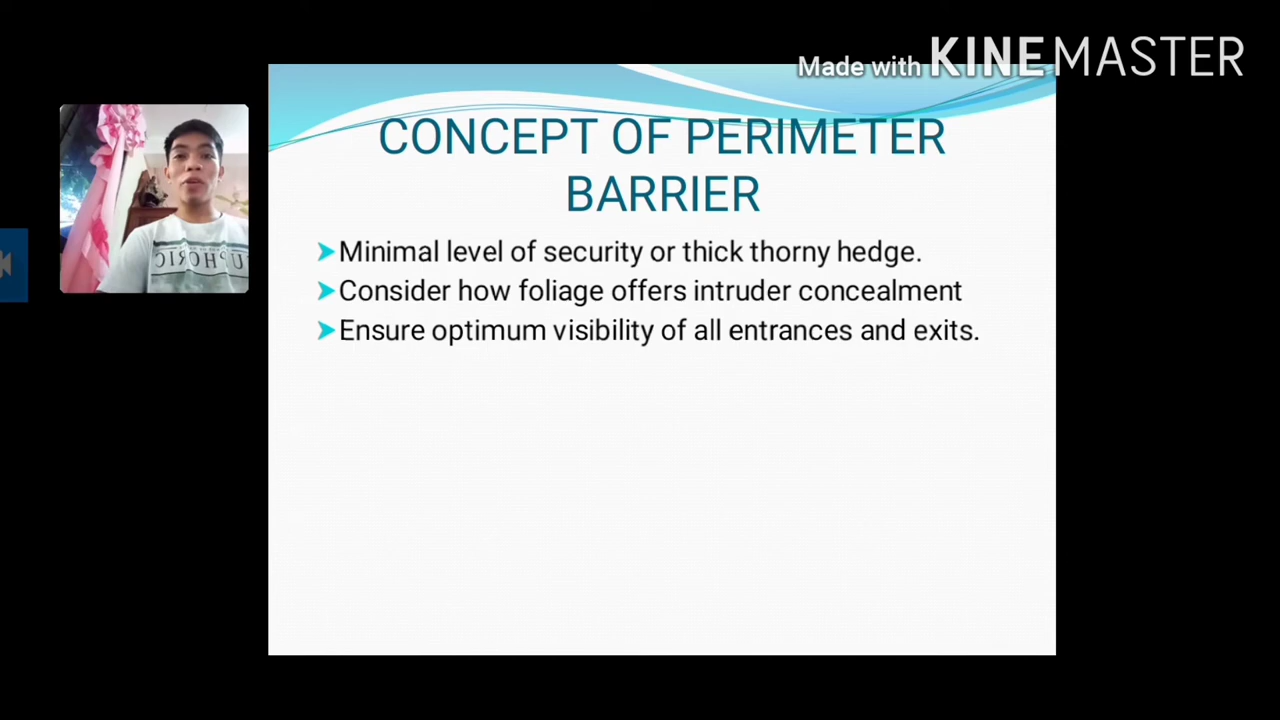 Made with KINEMASTER
CONCEPT OF PERIMETER
BARRIER
Minimal level of security or thick thorny hedge.
Consider how foliage offers intruder concealment
Ensure optimum visibility of all entrances and exits.